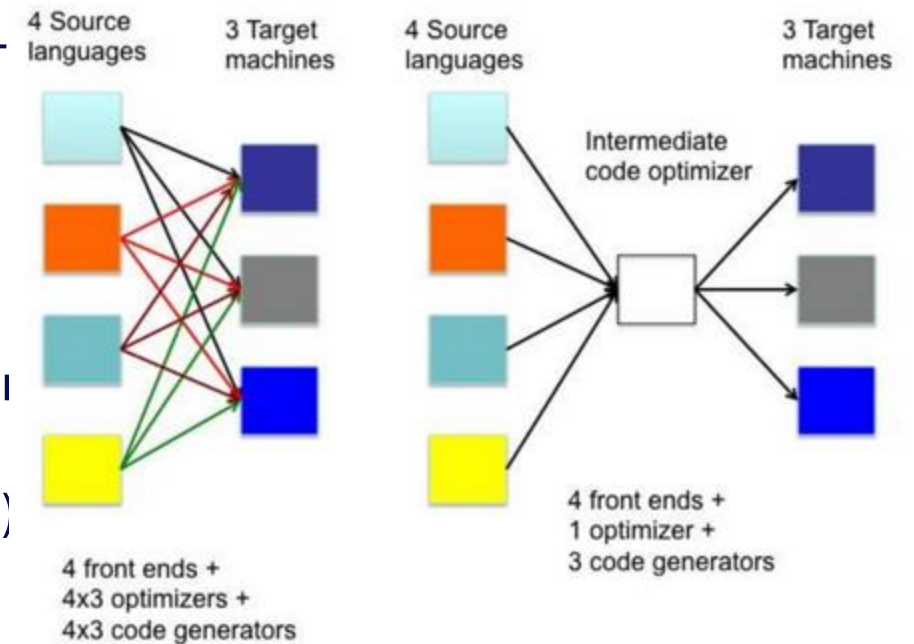 4 Source
languages
3 Target
machines
4 Source
languages
3 Target
machines
Intermediate
code optimizer
)
4 front ends +
4x3 optimizers +
4x3 code generators
4 front ends +
1 optimizer +
3 code generators